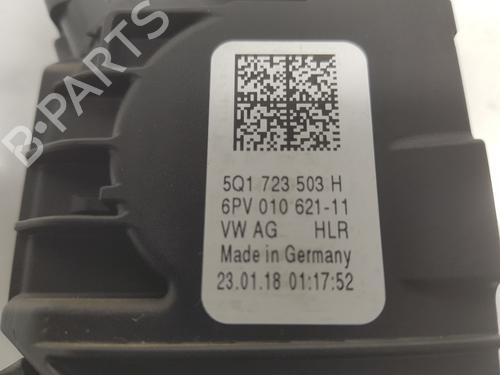 B-PARTS
5Q1 723 503 H
6PV 010 621-11
VW AG HLR
Made in Germany
23.01.18 01:17:52